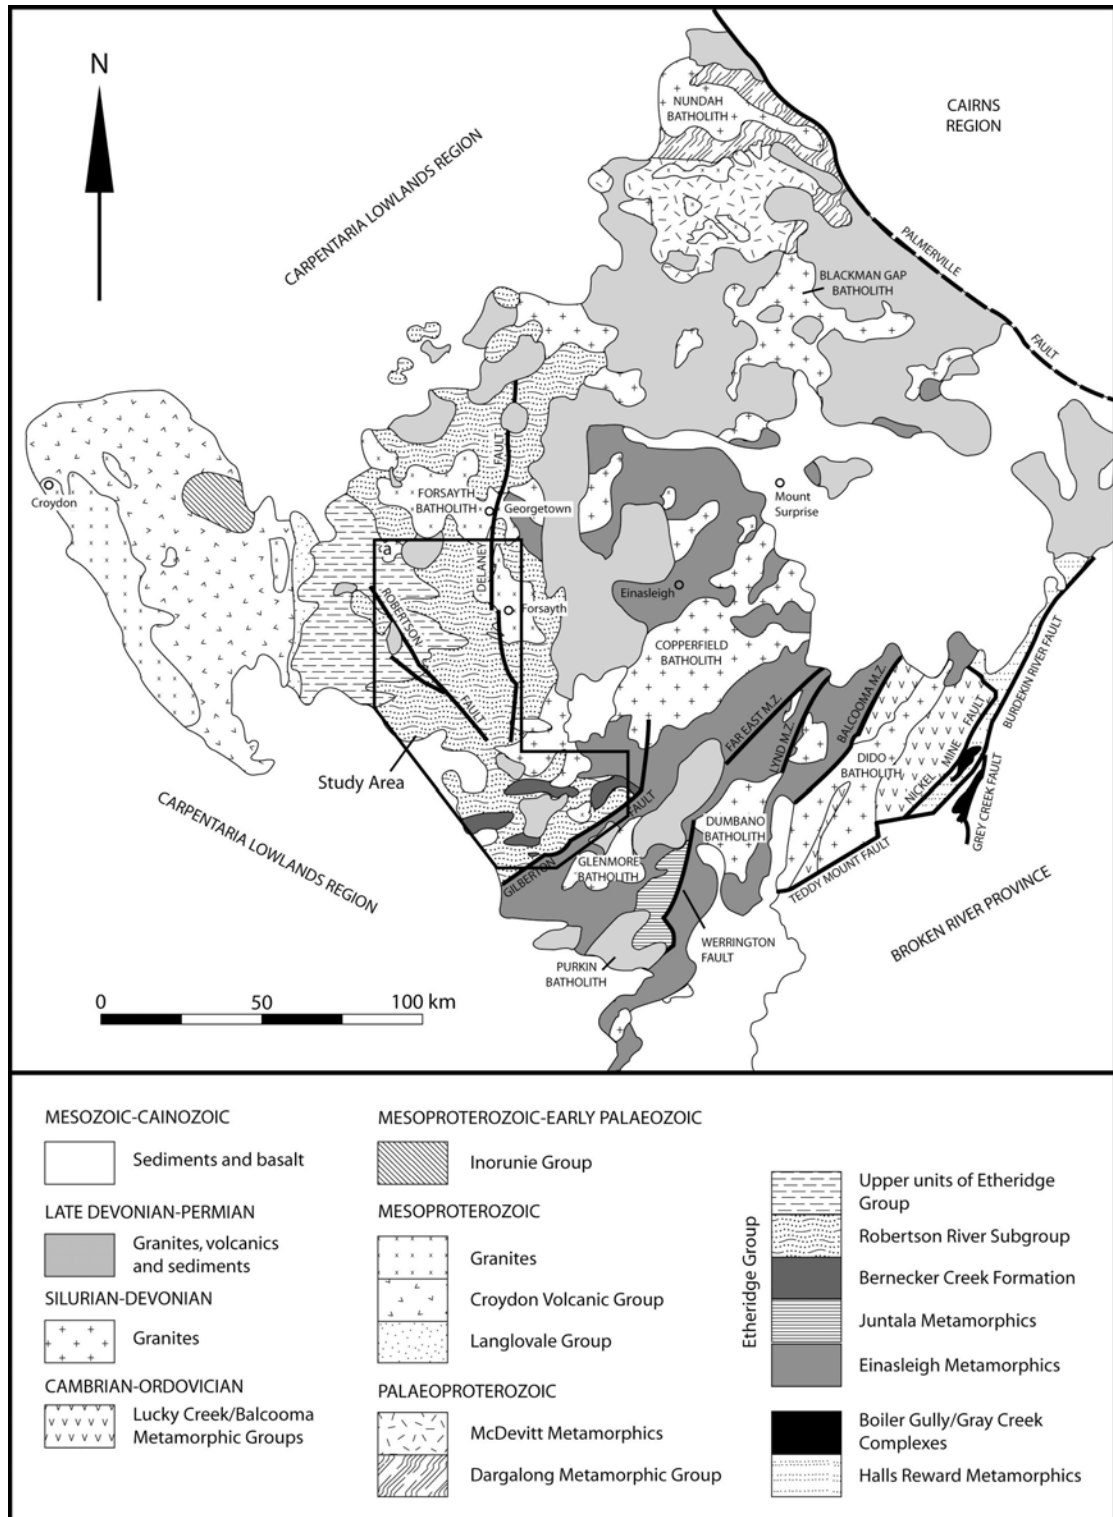 N
CARPENTARIA LOWLANDS REGION
CAIRNS
REGION
NUNDAH
BATHOLITH
PALMERVILLE
FAULT
BLACKMAN GAP
BATHOLITH
Croydon
FORSAYTH
BATHOLITH
FAULT
Georgetown
Mount
Surprise
a
DELANEY
ROBERTSON
FAULT
Forsayth
Einasleigh
COPPERFIELD
BATHOLITH
Study Area
FAR EAST M.Z.
LYND M.Z.
BALCOOMA M.Z.
DIDO
BATHOLITH
NICKEL MINE FAULT
BURDEKIN RIVER FAULT
GREY CREEK FAULT
TEDDY MOUNT FAULT
CARPENTARIA LOWLANDS REGION
GILBERTON FAULT
GLENMORE
BATHOLITH
DUMBANO
BATHOLITH
WERRINGTON
FAULT
PURKIN
BATHOLITH
BROKEN RIVER PROVINCE
0 50 100 km
MESOZOIC-CAINOZOIC
Sediments and basalt
LATE DEVONIAN-PERMIAN
Granites, volcanics
and sediments
SILURIAN-DEVONIAN
Granites
CAMBRIAN-ORDOVICIAN
Lucky Creek/Balcooma
Metamorphic Groups
MESOPROTEROZOIC-EARLY PALAEOZOIC
Inorunie Group
MESOPROTEROZOIC
Granites
Croydon Volcanic Group
Langlovale Group
PALAEOPROTEROZOIC
McDevitt Metamorphics
Dargalong Metamorphic Group
Etheridge Group
Upper units of Etheridge
Group
Robertson River Subgroup
Bernecker Creek Formation
Juntala Metamorphics
Einasleigh Metamorphics
Boiler Gully/Gray Creek
Complexes
Halls Reward Metamorphics